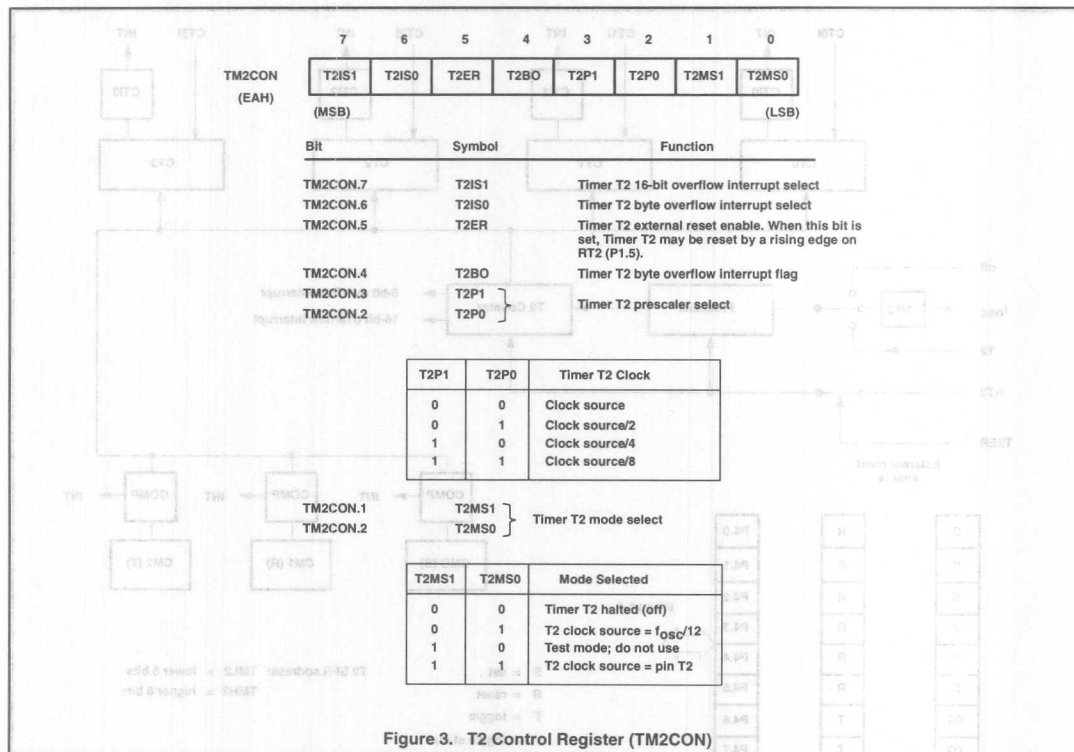 7 6 5 4 3 2 1 0
TM2CON T2IS1 T2IS0 T2ER T2BO T2P1 T2P0 T2MS1 T2MS0
(EAH)
(MSB) (LSB)
Bit Symbol Function
TM2CON.7 T2IS1 Timer T2 16-bit overflow interrupt select
TM2CON.6 T2IS0 Timer T2 byte overflow interrupt select
TM2CON.5 T2ER Timer T2 external reset enable. When this bit is
set, Timer T2 may be reset by a rising edge on
RT2 (P1.5).
TM2CON.4 T2BO Timer T2 byte overflow interrupt flag
TM2CON.3 T2P1
Timer T2 prescaler select
TM2CON.2 T2P0
T2P1 T2P0 Timer T2 Clock
0 0 Clock source
0 1 Clock source/2
1 0 Clock source/4
1 1 Clock source/8
TM2CON.1 T2MS1
Timer T2 mode select
TM2CON.2 T2MS0
T2MS1 T2MS0 Mode Selected
0 0 Timer T2 halted (off)
0 1 T2 clock source = fOSC/12
1 0 Test mode; do not use
1 1 T2 clock source = pin T2
Figure 3. T2 Control Register (TM2CON)